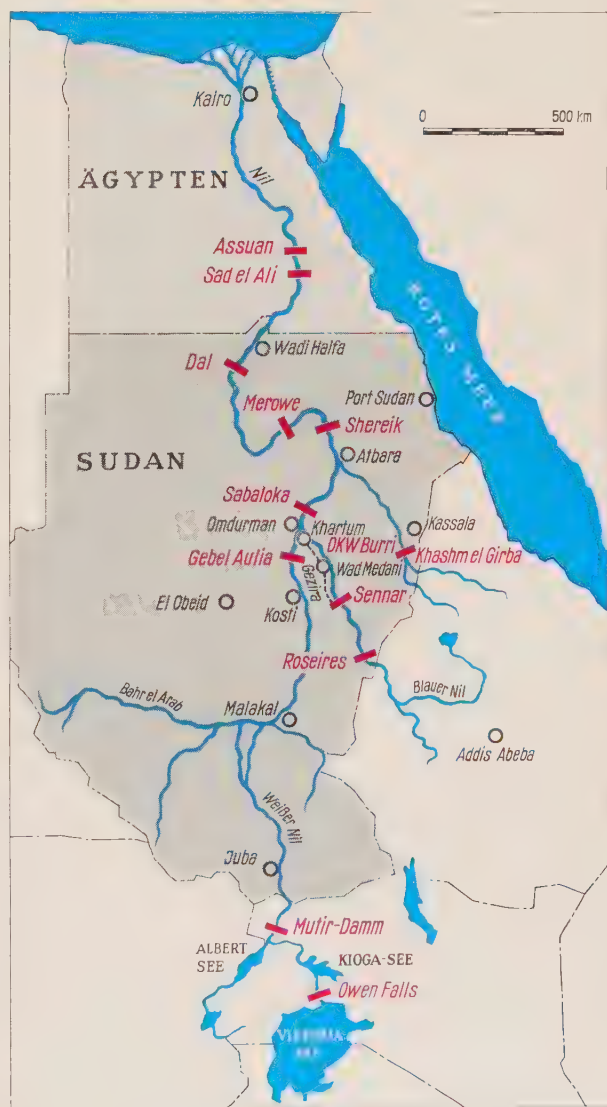 Kairo
0 500 km
ÄGYPTEN
Nil
Assuan
Sad el Ali
ROTES MEER
Wadi Halfa
Dal
Port Sudan
Merowe
Shereik
SUDAN
Atbara
Sabaloka
Omdurman
Khartum
Kassala
DKW Burri
Khashm el Girba
Gebel Aulia
Gezira
Wad Medani
Sennar
El Obeid
Kosti
Roseires
Blauer Nil
Bahr el Arab
Malakal
Addis Abeba
Weißer Nil
Juba
Mutir-Damm
ALBERT
SEE
KIOGA-SEE
Owen Falls
VIKTORIA
SEE